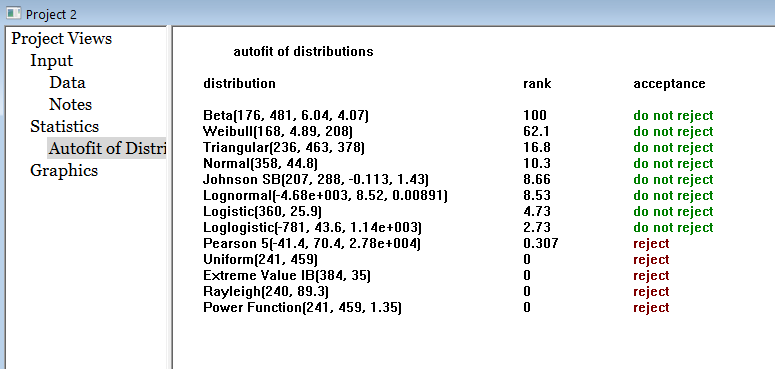 Project 2
Project Views
Input
Data
Notes
Statistics
Autofit of Distri
Graphics
autofit of distributions
distribution rank acceptance
Beta(176, 481, 6.04, 4.07) 100 do not reject
Weibull(168, 4.89, 208) 62.1 do not reject
Triangular(236, 463, 378) 16.8 do not reject
Normal(358, 44.8) 10.3 do not reject
Johnson SB(207, 288, -0.113, 1.43) 8.66 do not reject
Lognormal(-4.68e+003, 8.52, 0.00891) 8.53 do not reject
Logistic(360, 25.9) 4.73 do not reject
Loglogistic(-781, 43.6, 1.14e+003) 2.73 do not reject
Pearson 5(-41.4, 70.4, 2.78e+004) 0.307 reject
Uniform(241, 459) 0 reject
Extreme Value IB(384, 35) 0 reject
Rayleigh(240, 89.3) 0 reject
Power Function(241, 459, 1.35) 0 reject